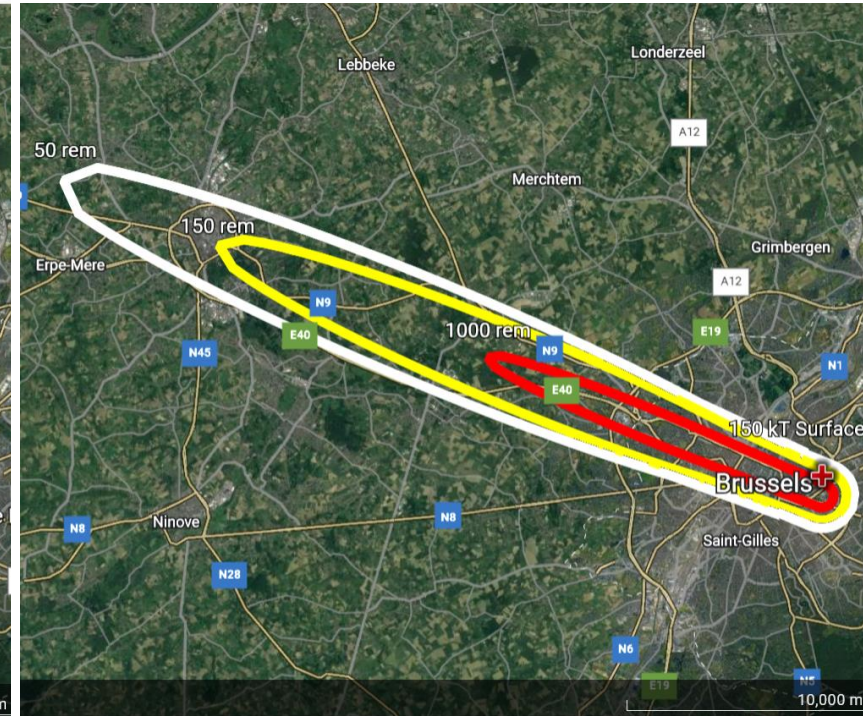 Lebbeke
Londerzeel
A12
50 rem
Merchtem
150 rem
Grimbergen
Erpe-Mere
A12
N9
1000 rem
E40
E19
N9
N45
N1
E40
150 kT Surface
Brussels
N8
N8
Ninove
Saint-Gilles
N28
N6
E19
N5
10,000 m